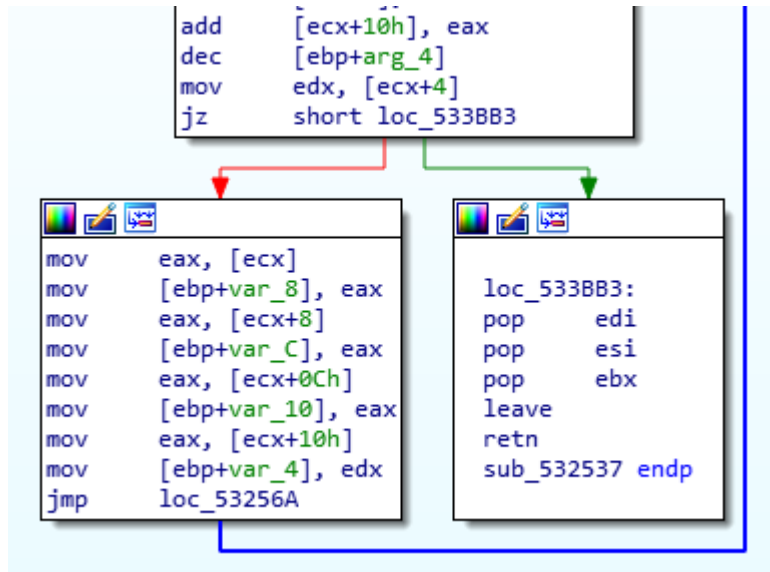 add [ecx+10h], eax
dec [ebp+arg_4]
mov edx, [ecx+4]
jz short loc_533BB3
mov eax, [ecx]
mov [ebp+var_8], eax
mov eax, [ecx+8]
mov [ebp+var_C], eax
mov eax, [ecx+0Ch]
mov [ebp+var_10], eax
mov eax, [ecx+10h]
mov [ebp+var_4], edx
jmp loc_53256A
loc_533BB3:
pop edi
pop esi
pop ebx
leave
retn
sub_532537 endp